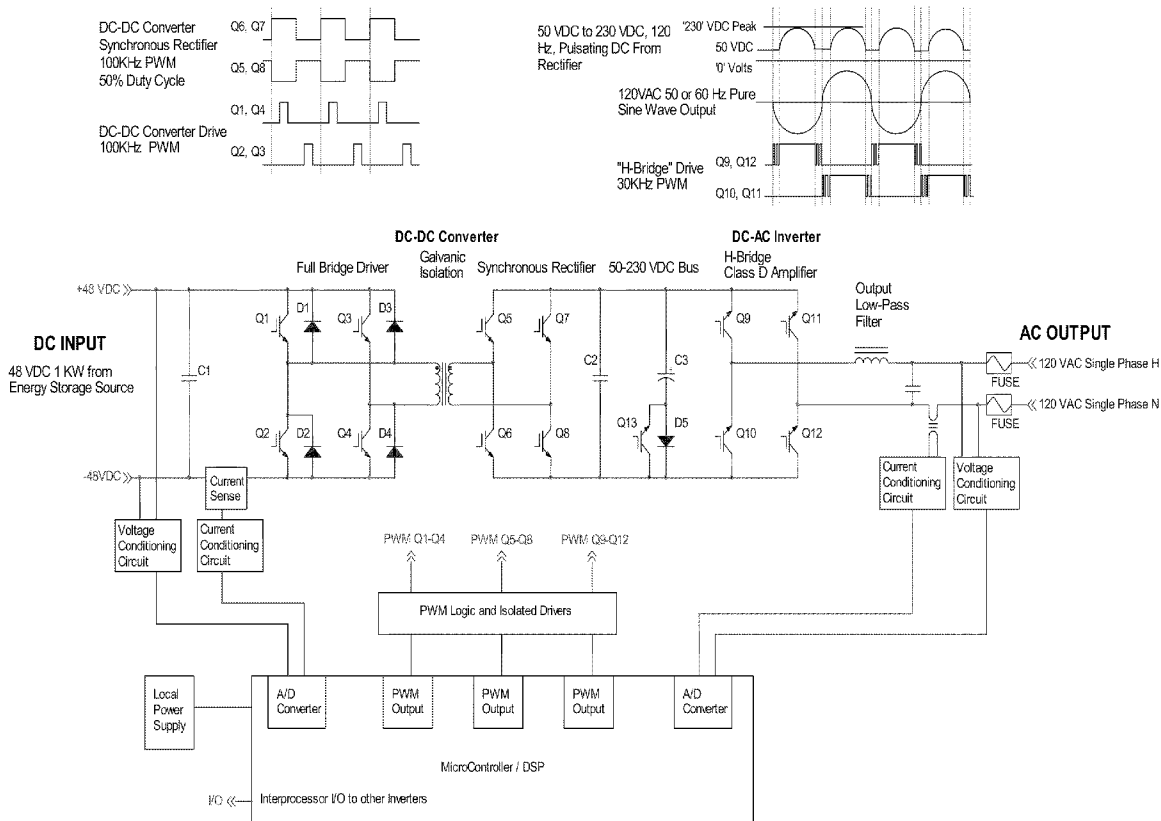 DC-DC Converter
Synchronous Rectifier
100KHz PWM
50% Duty Cycle
Q6, Q7
Q5, Q8
DC-DC Converter Drive
100KHz PWM
Q1, Q4
Q2, Q3
50 VDC to 230 VDC, 120
Hz, Pulsating DC From
Rectifier
'230' VDC Peak
50 VDC
'0' Volts
120VAC 50 or 60 Hz Pure
Sine Wave Output
"H-Bridge" Drive
30KHz PWM
Q9, Q12
Q10, Q11
DC-DC Converter
DC-AC Inverter
Full Bridge Driver
Galvanic
Isolation
Synchronous Rectifier
50-230 VDC Bus
H-Bridge
Class D Amplifier
Output
Low-Pass
Filter
+48 VDC
DC INPUT
48 VDC 1 KW from
Energy Storage Source
-48VDC
C1
Q1
D1
Q3
D3
Q2
D2
Q4
D4
Q5
Q7
Q6
Q8
C2
C3
Q13
D5
Q9
Q11
Q10
Q12
AC OUTPUT
120 VAC Single Phase H
FUSE
120 VAC Single Phase N
FUSE
Current
Sense
Voltage
Conditioning
Circuit
Current
Conditioning
Circuit
Current
Conditioning
Circuit
Voltage
Conditioning
Circuit
PWM Q1-Q4
PWM Q5-Q8
PWM Q9-Q12
PWM Logic and Isolated Drivers
Local
Power
Supply
A/D
Converter
PWM
Output
PWM
Output
PWM
Output
A/D
Converter
MicroController / DSP
I/O
Interprocessor I/O to other Inverters